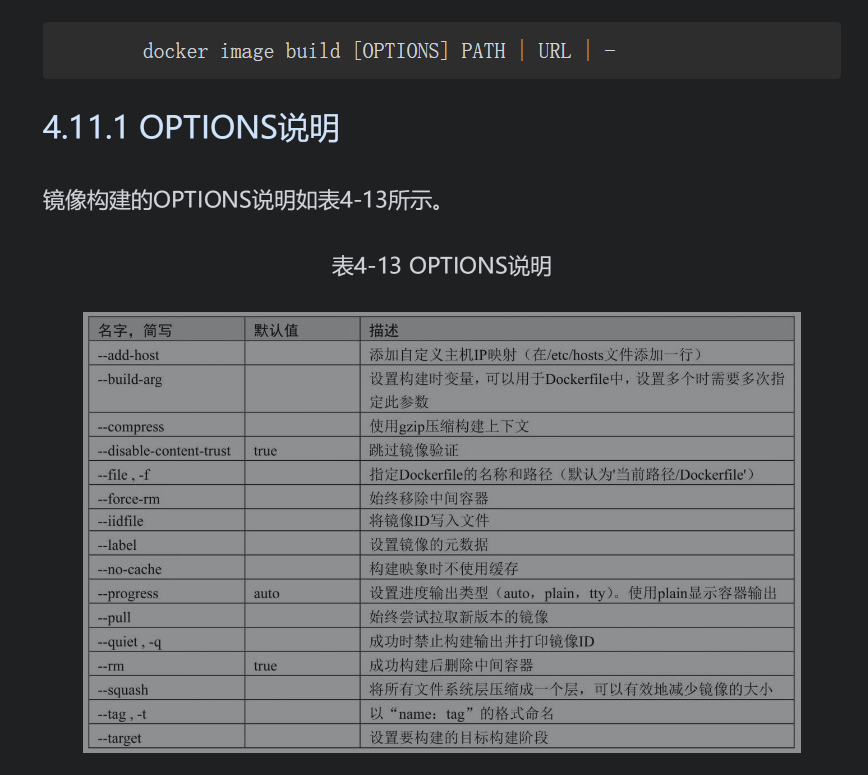 docker image build [OPTIONS] PATH | URL | -
4.11.1 OPTIONS说明
镜像构建的OPTIONS说明如表4-13所示。
表4-13 OPTIONS说明
名字，简写 默认值 描述
--add-host 添加自定义主机IP映射（在/etc/hosts文件添加一行）
--build-arg 设置构建时变量，可以用于Dockerfile中，设置多个时需要多次指
定此参数
--compress 使用gzip压缩构建上下文
--disable-content-trust true 跳过镜像验证
--file , -f 指定Dockerfile的名称和路径（默认为'当前路径/Dockerfile'）
--force-rm 始终移除中间容器
--iidfile 将镜像ID写入文件
--label 设置镜像的元数据
--no-cache 构建映象时不使用缓存
--progress auto 设置进度输出类型（auto，plain，tty）。使用plain显示容器输出
--pull 始终尝试拉取新版本的镜像
--quiet , -q 成功时禁止构建输出并打印镜像ID
--rm true 成功构建后删除中间容器
--squash 将所有文件系统层压缩成一个层，可以有效地减少镜像的大小
--tag , -t 以“name：tag”的格式命名
--target 设置要构建的目标构建阶段